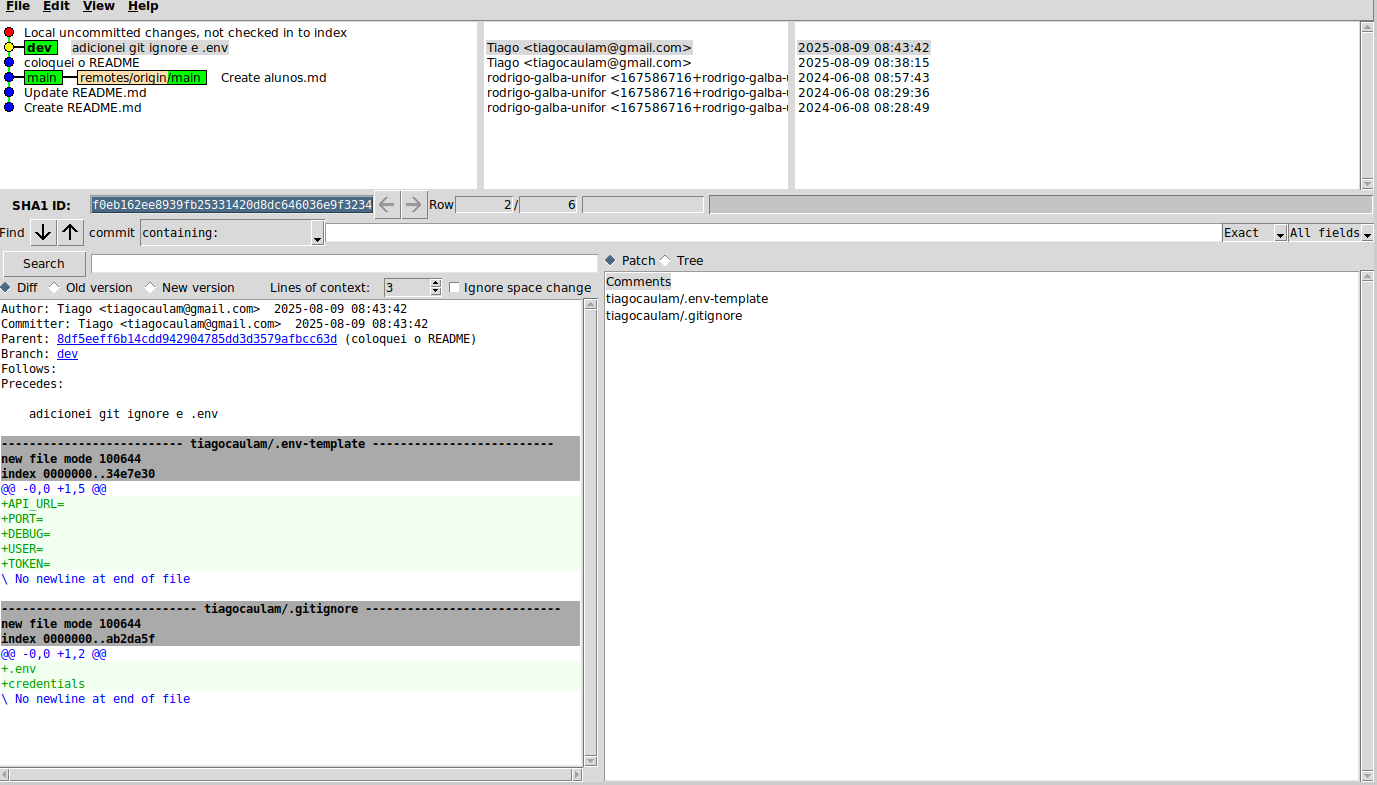 File Edit View Help
Local uncommitted changes, not checked in to index
dev adicionei git ignore e .env Tiago <tiagocaulam@gmail.com> 2025-08-09 08:43:42
coloquei o README Tiago <tiagocaulam@gmail.com> 2025-08-09 08:38:15
main remotes/origin/main Create alunos.md rodrigo-galba-unifor <167586716+rodrigo-galba-u 2024-06-08 08:57:43
Update README.md rodrigo-galba-unifor <167586716+rodrigo-galba-u 2024-06-08 08:29:36
Create README.md rodrigo-galba-unifor <167586716+rodrigo-galba-u 2024-06-08 08:28:49
SHA1 ID: f0eb162ee8939fb25331420d8dc646036e9f3234 Row 2 / 6
Find commit containing: Exact All fields
Search
Diff Old version New version Lines of context: 3 Ignore space change
Author: Tiago <tiagocaulam@gmail.com> 2025-08-09 08:43:42
Committer: Tiago <tiagocaulam@gmail.com> 2025-08-09 08:43:42
Parent: 8df5eeff6b14cdd942904785dd3d3579afbcc63d (coloquei o README)
Branch: dev
Follows:
Precedes:
adicionei git ignore e .env
-------------------------- tiagocaulam/.env-template --------------------------
new file mode 100644
index 0000000..34e7e30
@@ -0,0 +1,5 @@
+API_URL=
+PORT=
+DEBUG=
+USER=
+TOKEN=
\ No newline at end of file
---------------------------- tiagocaulam/.gitignore ----------------------------
new file mode 100644
index 0000000..ab2da5f
@@ -0,0 +1,2 @@
+.env
+credentials
\ No newline at end of file
Patch Tree
Comments
tiagocaulam/.env-template
tiagocaulam/.gitignore